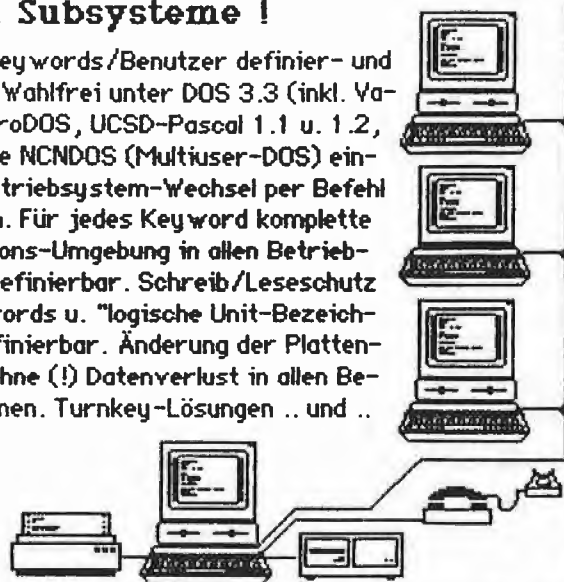 Subsysteme !
eywords/Benutzer definier- und
Wahlfrei unter DOS 3.3 (inkl. Va-
roDOS, UCSD-Pascal 1.1 u. 1.2,
e NCNDOS (Multiuser-DOS) ein-
triebsystem-Wechsel per Befehl
. Für jedes Keyword komplette
ons-Umgebung in allen Betrieb-
efinierbar. Schreib/Leseschutz
ords u. "logische Unit-Bezeich-
finierbar. Änderung der Platten-
hne (!) Datenverlust in allen Be-
nen. Turnkey-Lösungen .. und ..